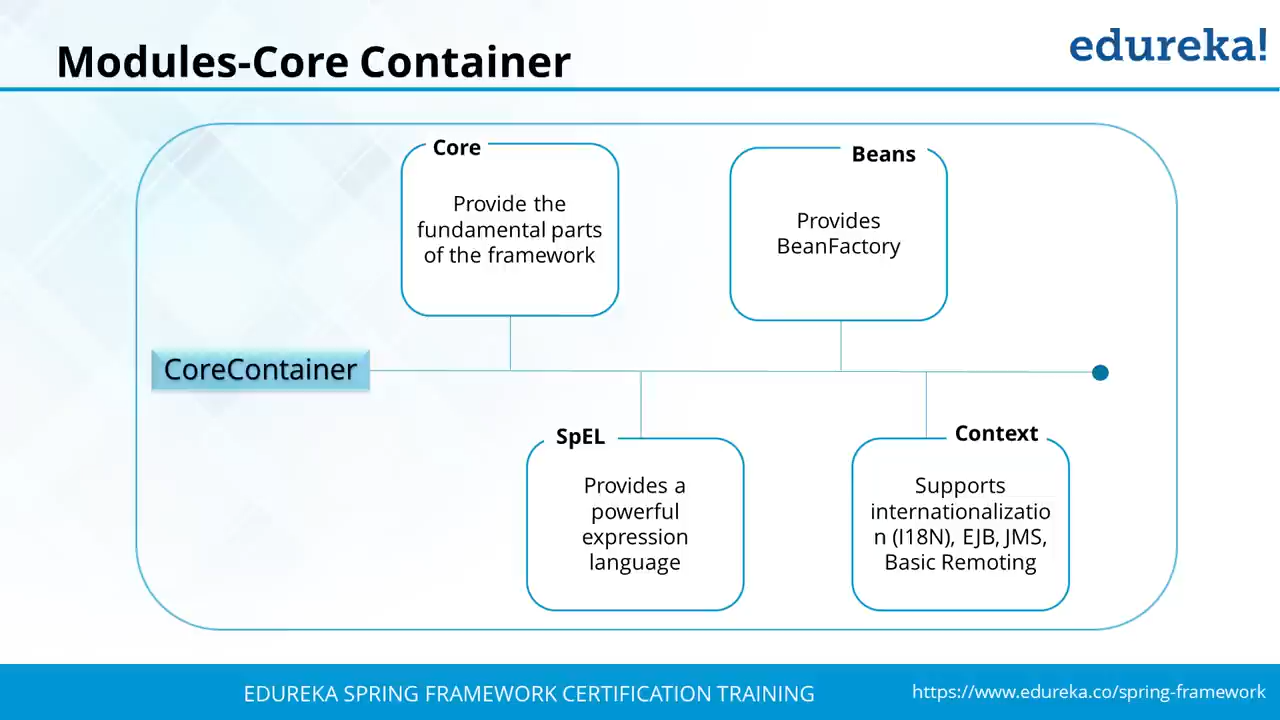 Modules-Core Container
edureka!
Core
Provide the
fundamental parts
of the framework
Beans
Provides
BeanFactory
CoreContainer
SpEL
Provides a
powerful
expression
language
Context
Supports
internationalizatio
n (I18N), EJB, JMS,
Basic Remoting
EDUREKA SPRING FRAMEWORK CERTIFICATION TRAINING
https://www.edureka.co/spring-framework